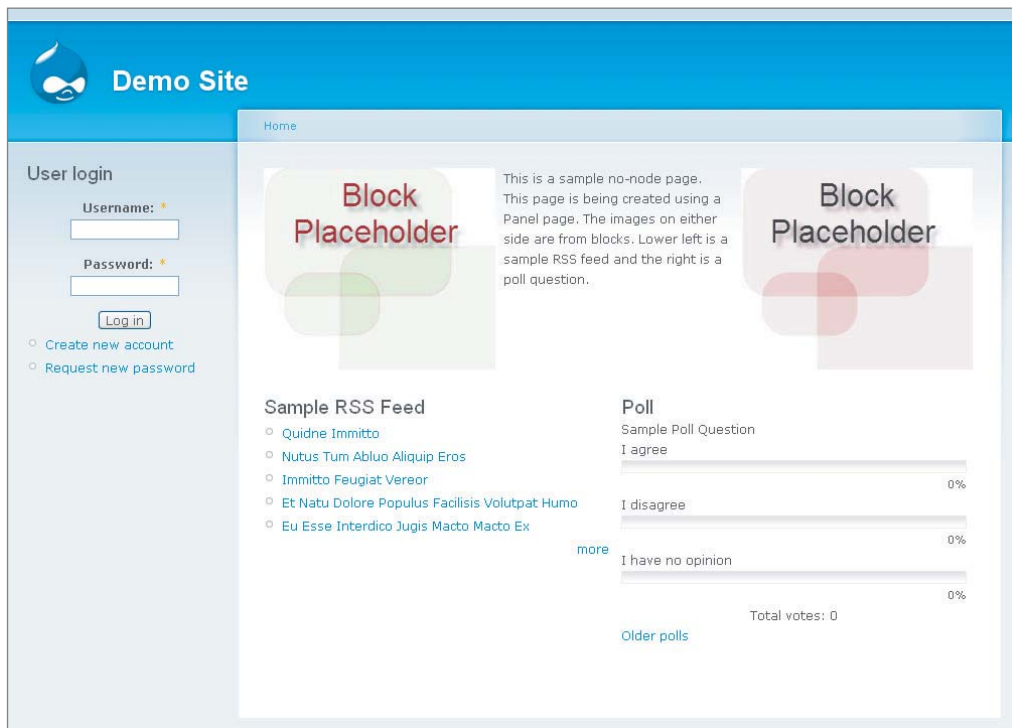 Demo Site
Home
User login
Username: *
Password: *
Log in
Create new account
Request new password
Block
Placeholder
This is a sample no-node page.
This page is being created using a
Panel page. The images on either
side are from blocks. Lower left is a
sample RSS feed and the right is a
poll question.
Block
Placeholder
Sample RSS Feed
Quidne Immitto
Nutus Tum Abluo Aliquip Eros
Immitto Feugiat Vereor
Et Natu Dolore Populus Facilisis Volutpat Humo
Eu Esse Interdico Jugis Macto Macto Ex
more
Poll
Sample Poll Question
I agree
0%
I disagree
0%
I have no opinion
0%
Total votes: 0
Older polls